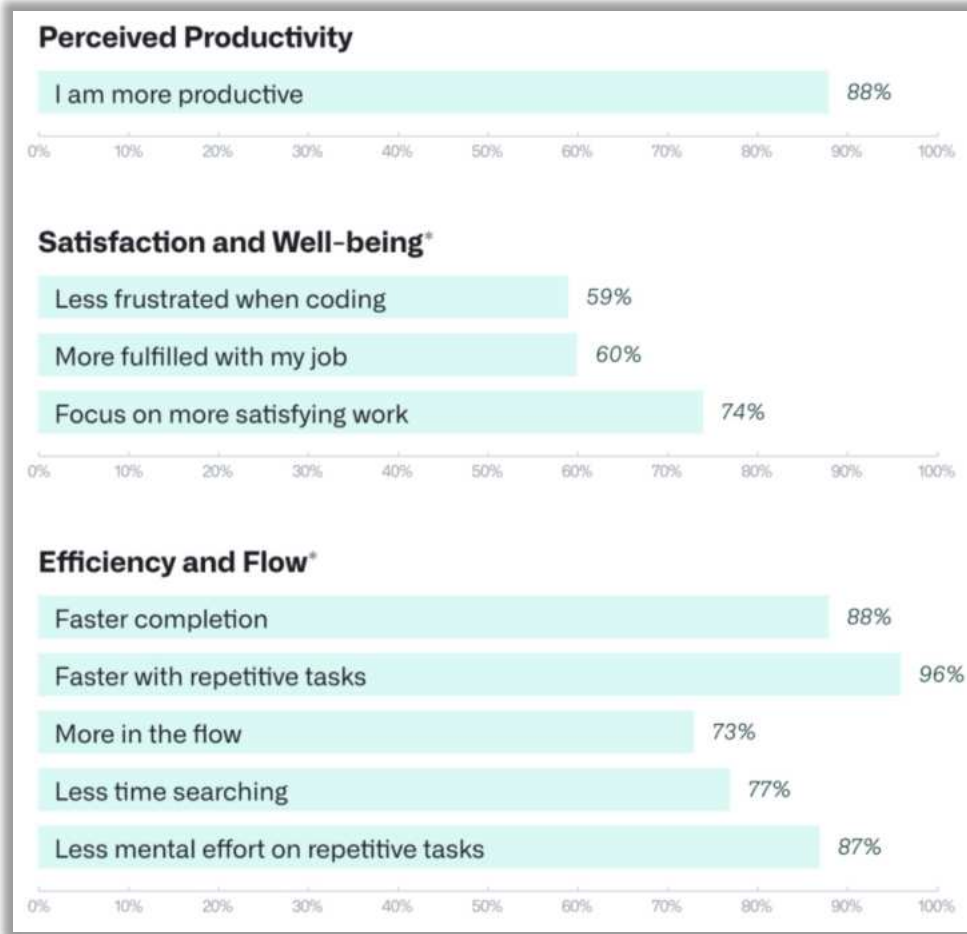 Perceived Productivity
I am more productive 88%
0% 10% 20% 30% 40% 50% 60% 70% 80% 90% 100%
Satisfaction and Well-being*
Less frustrated when coding 59%
More fulfilled with my job 60%
Focus on more satisfying work 74%
0% 10% 20% 30% 40% 50% 60% 70% 80% 90% 100%
Efficiency and Flow*
Faster completion 88%
Faster with repetitive tasks 96%
More in the flow 73%
Less time searching 77%
Less mental effort on repetitive tasks 87%
0% 10% 20% 30% 40% 50% 60% 70% 80% 90% 100%